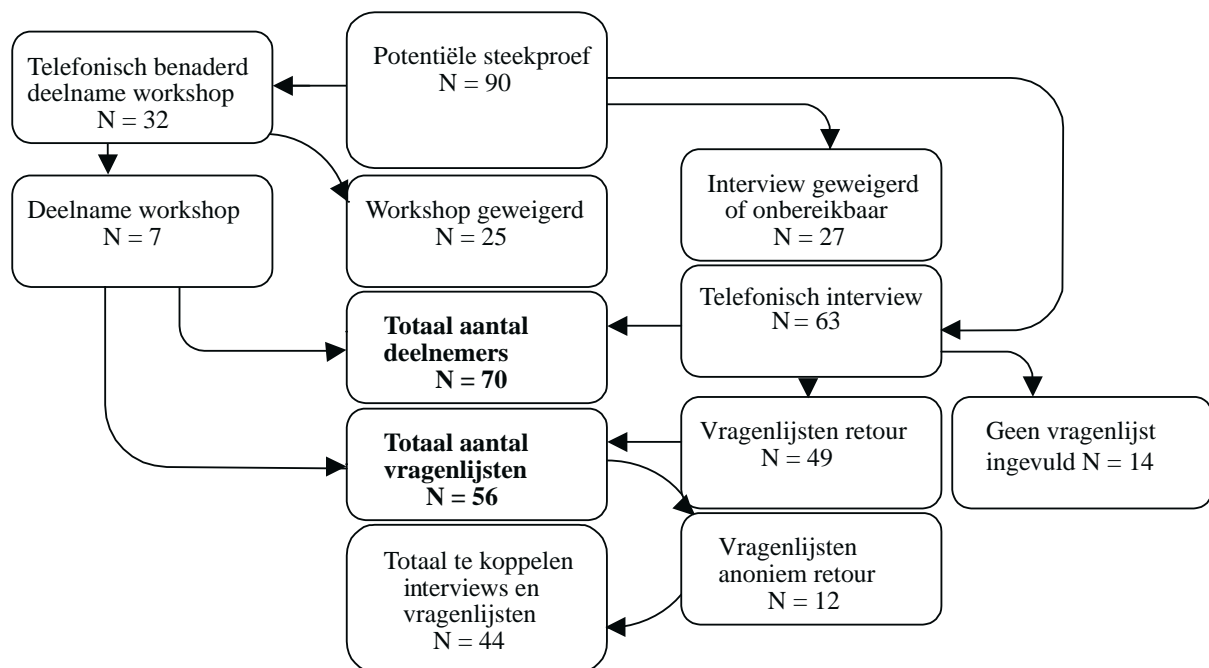 Telefonisch benaderd
deelname workshop
N = 32
Potentiële steekproef
N = 90
Deelname workshop
N = 7
Workshop geweigerd
N = 25
Interview geweigerd
of onbereikbaar
N = 27
Telefonisch interview
N = 63
Totaal aantal
deelnemers
N = 70
Totaal aantal
vragenlijsten
N = 56
Vragenlijsten retour
N = 49
Geen vragenlijst
ingevuld N = 14
Totaal te koppelen
interviews en
vragenlijsten
N = 44
Vragenlijsten
anoniem retour
N = 12